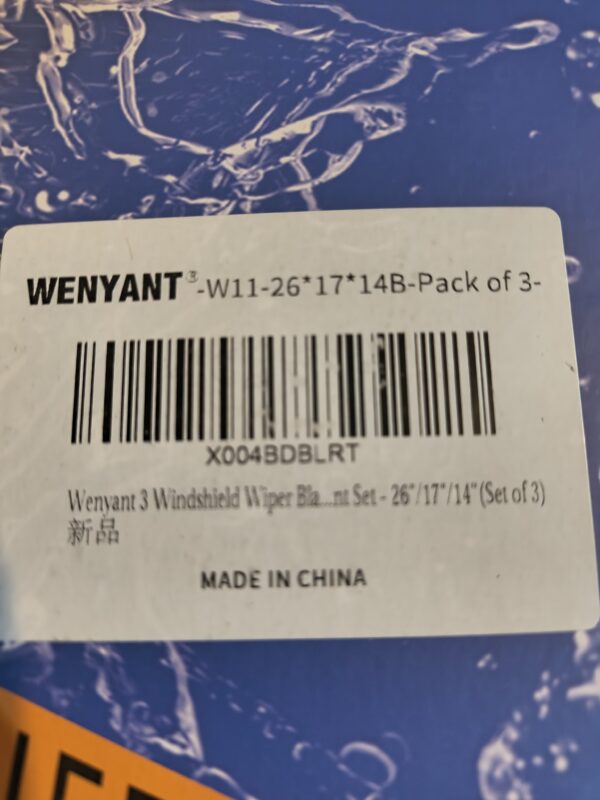 WENYANT³-W11-26*17*14B-Pack of 3-
X004BDBLRT
Wenyant 3 Windshield Wiper Bla...nt Set - 26"/17"/14"(Set of 3)
新品
MADE IN CHINA